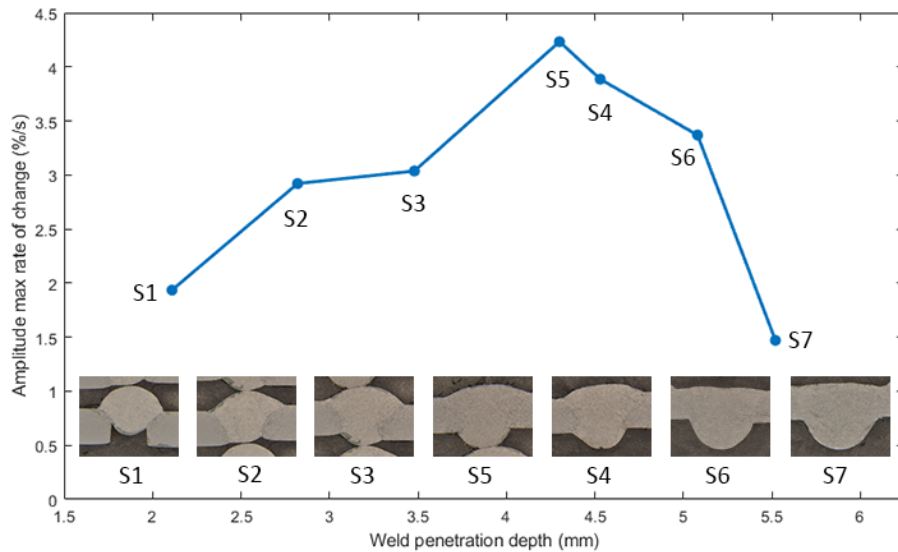 4.5
4
3.5
3
2.5
2
1.5
1
0.5
0
Amplitude max rate of change (%/s)
S1
S2
S3
S5
S4
S6
S7
S1
S2
S3
S5
S4
S6
S7
1.5
2
2.5
3
3.5
4
4.5
5
5.5
6
Weld penetration depth (mm)